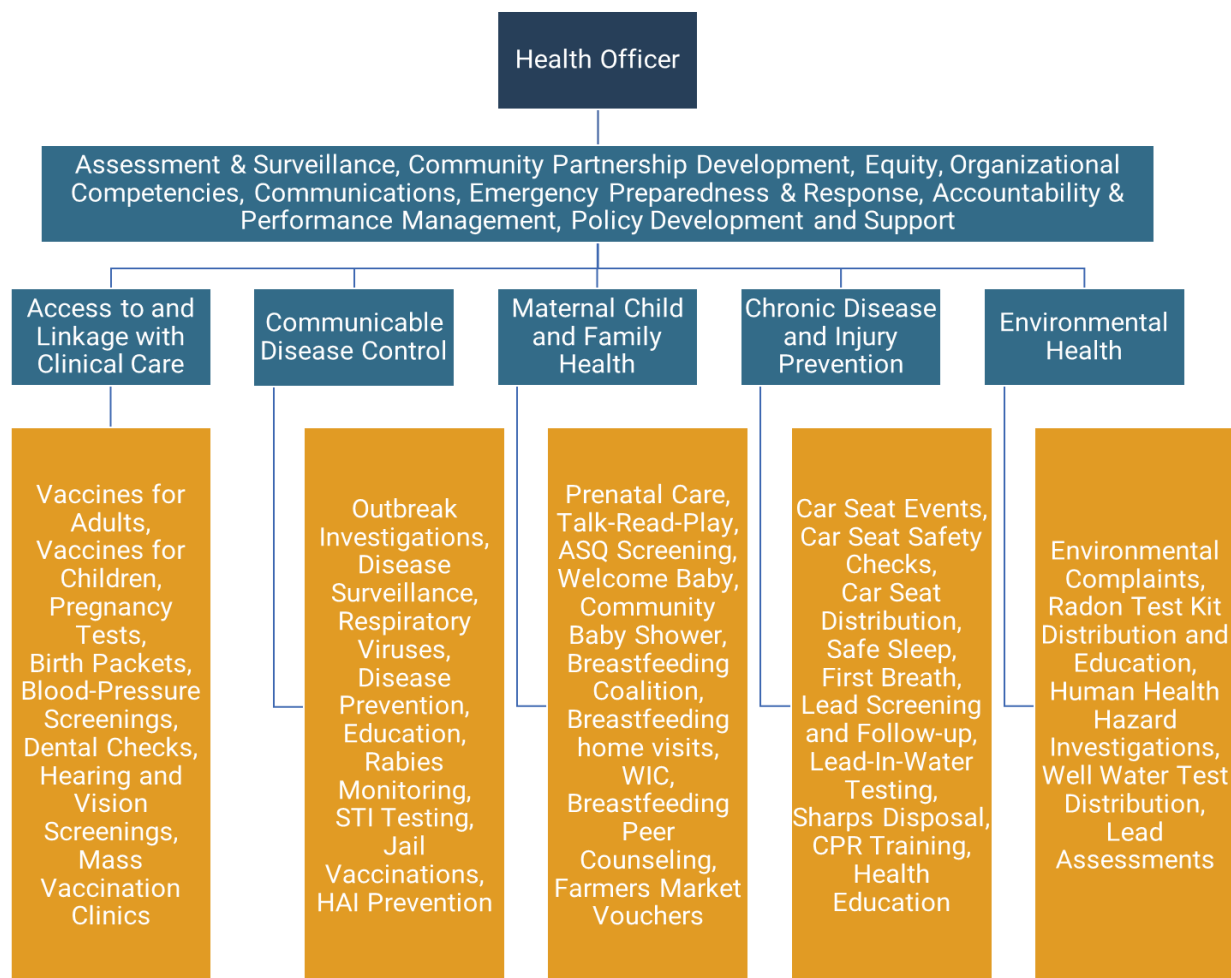 Health Officer
Assessment & Surveillance, Community Partnership Development, Equity, Organizational
Competencies, Communications, Emergency Preparedness & Response, Accountability &
Performance Management, Policy Development and Support
Access to and
Linkage with
Clinical Care
Communicable
Disease Control
Maternal Child
and Family
Health
Chronic Disease
and Injury
Prevention
Environmental
Health
Vaccines for
Adults,
Vaccines for
Children,
Pregnancy
Tests,
Birth Packets,
Blood-Pressure
Screenings,
Dental Checks,
Hearing and
Vision
Screenings,
Mass
Vaccination
Clinics
Outbreak
Investigations,
Disease
Surveillance,
Respiratory
Viruses,
Disease
Prevention,
Education,
Rabies
Monitoring,
STI Testing,
Jail
Vaccinations,
HAI Prevention
Prenatal Care,
Talk-Read-Play,
ASQ Screening,
Welcome Baby,
Community
Baby Shower,
Breastfeeding
Coalition,
Breastfeeding
home visits,
WIC,
Breastfeeding
Peer
Counseling,
Farmers Market
Vouchers
Car Seat Events,
Car Seat Safety
Checks,
Car Seat
Distribution,
Safe Sleep,
First Breath,
Lead Screening
and Follow-up,
Lead-In-Water
Testing,
Sharps Disposal,
CPR Training,
Health
Education
Environmental
Complaints,
Radon Test Kit
Distribution and
Education,
Human Health
Hazard
Investigations,
Well Water Test
Distribution,
Lead
Assessments